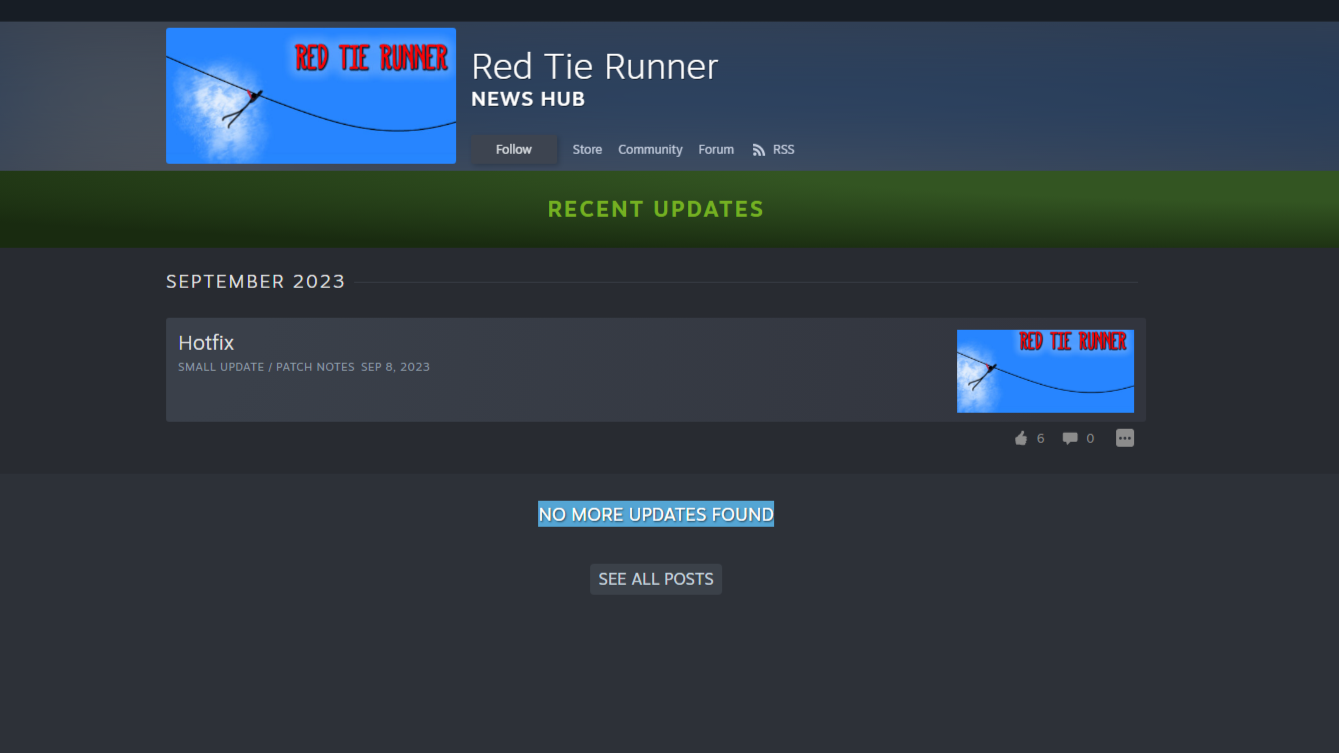 RED TIE RUNNER
Red Tie Runner
NEWS HUB
Follow
Store
Community
Forum
RSS
RECENT UPDATES
SEPTEMBER 2023
Hotfix
SMALL UPDATE / PATCH NOTES SEP 8, 2023
RED TIE RUNNER
6
0
NO MORE UPDATES FOUND
SEE ALL POSTS